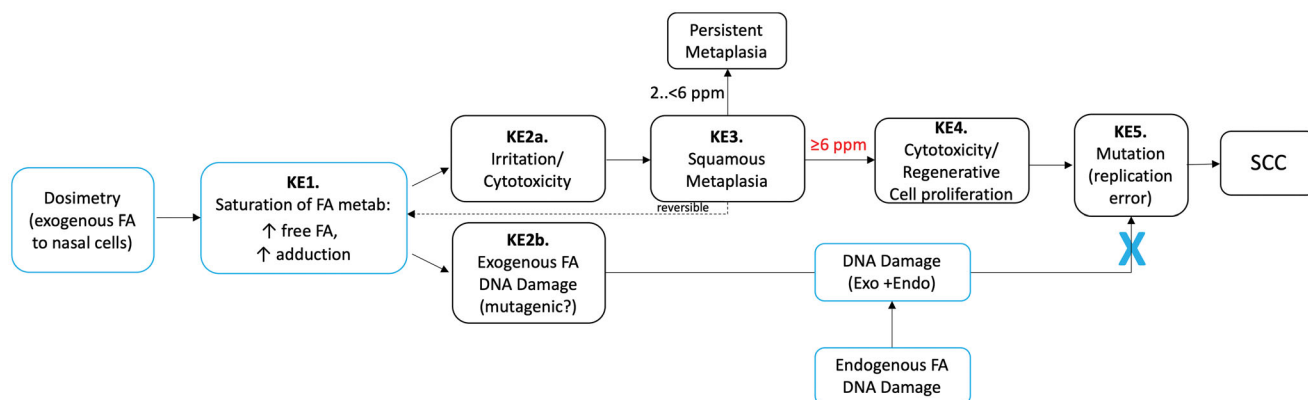 Persistent
Metaplasia
2..<6 ppm
KE2a.
Irritation/
Cytotoxicity
KE3.
Squamous
Metaplasia
≥6 ppm
KE4.
Cytotoxicity/
Regenerative
Cell proliferation
KE5.
Mutation
(replication
error)
SCC
Dosimetry
(exogenous FA
to nasal cells)
KE1.
Saturation of FA metab:
↑ free FA,
↑ adduction
reversible
KE2b.
Exogenous FA
DNA Damage
(mutagenic?)
DNA Damage
(Exo +Endo)
X
Endogenous FA
DNA Damage